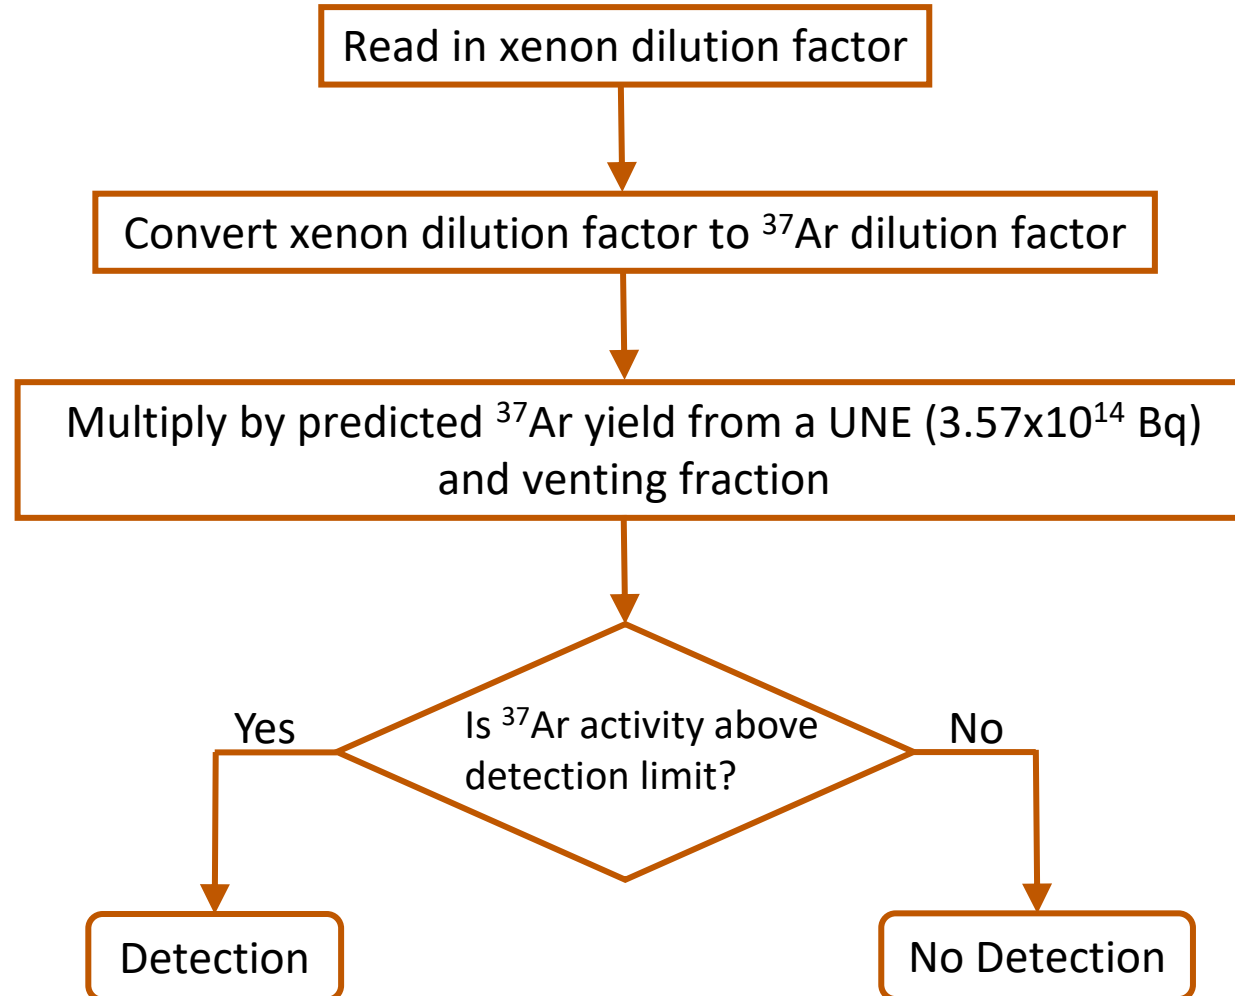 Read in xenon dilution factor
Convert xenon dilution factor to ³⁷Ar dilution factor
Multiply by predicted ³⁷Ar yield from a UNE (3.57x10¹⁴ Bq)
and venting fraction
Is ³⁷Ar activity above
detection limit?
Yes
No
Detection
No Detection